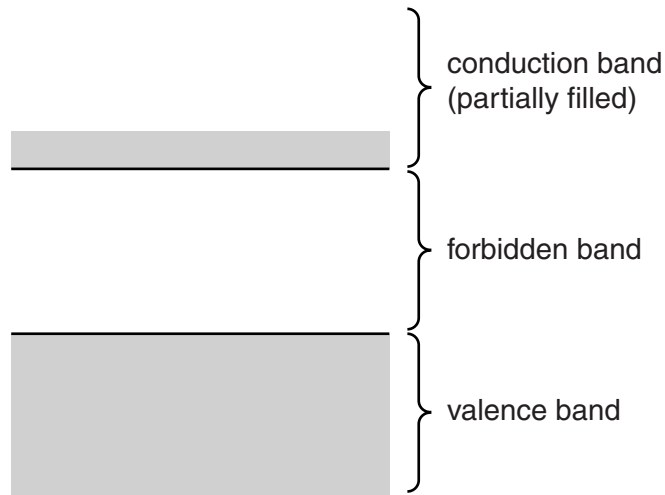 conduction band
(partially filled)
forbidden band
valence band